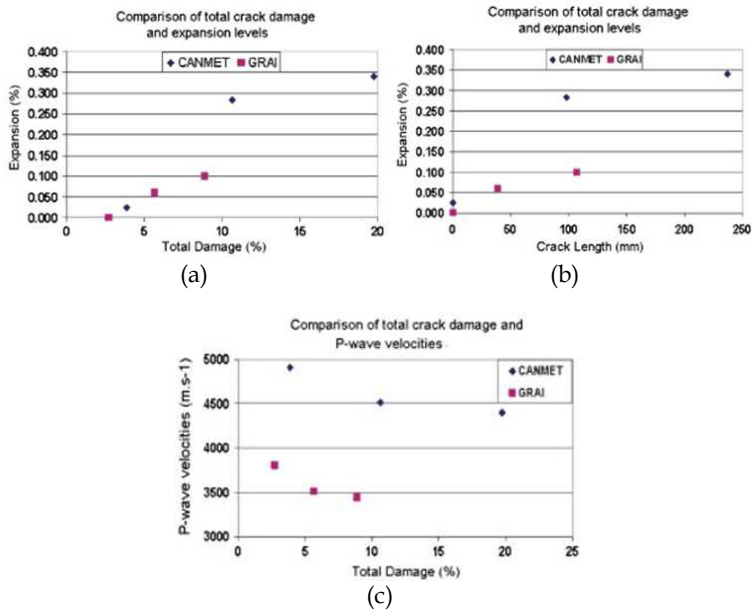 Comparison of total crack damage
and expansion levels
CANMET GRAI
Expansion (%)
0.400
0.350
0.300
0.250
0.200
0.150
0.100
0.050
0.000
0 5 10 15 20
Total Damage (%)
(a)
Comparison of total crack damage
and expansion levels
CANMET GRAI
Expansion (%)
0.400
0.350
0.300
0.250
0.200
0.150
0.100
0.050
0.000
0 50 100 150 200 250
Crack Length (mm)
(b)
Comparison of total crack damage and
P-wave velocities
CANMET
GRAI
P-wave velocities (m.s-1)
5000
4500
4000
3500
3000
0 5 10 15 20 25
Total Damage (%)
(c)